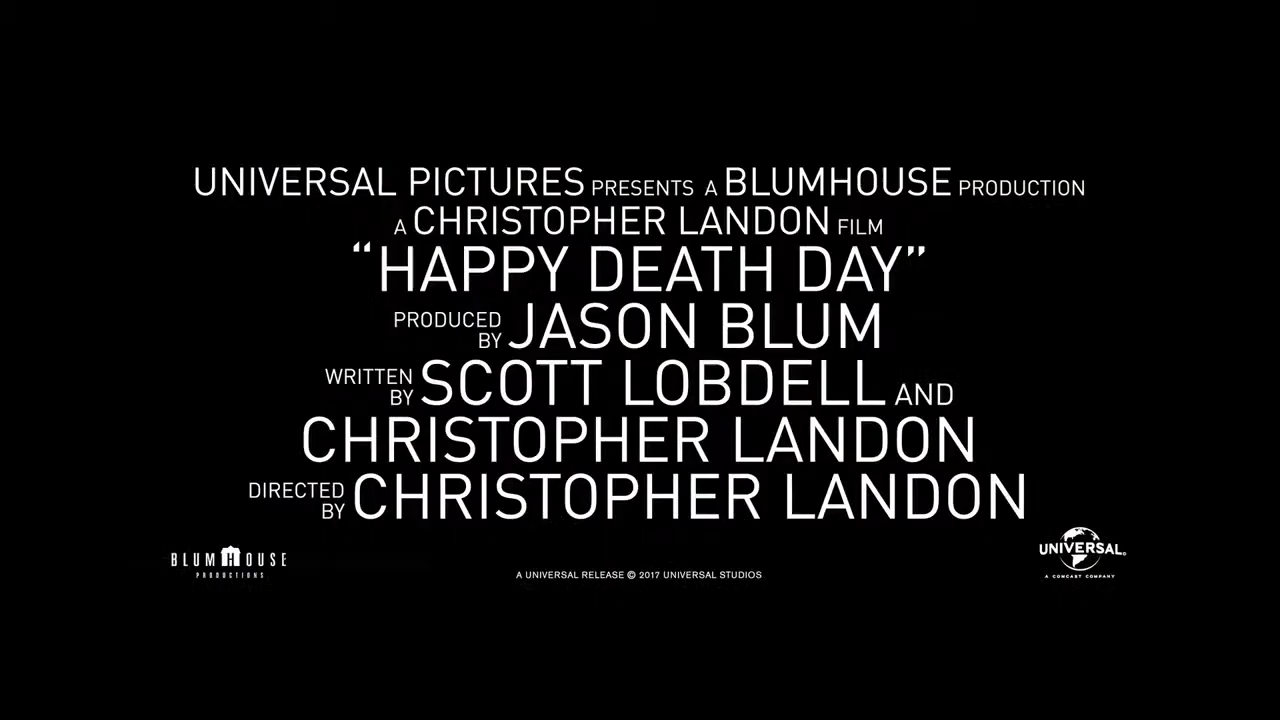 UNIVERSAL PICTURES PRESENTS A BLUMHOUSE PRODUCTION
A CHRISTOPHER LANDON FILM
“HAPPY DEATH DAY”
PRODUCED BY JASON BLUM
WRITTEN BY SCOTT LOBDELL AND
CHRISTOPHER LANDON
DIRECTED BY CHRISTOPHER LANDON
BLUMHOUSE
PRODUCTIONS
A UNIVERSAL RELEASE © 2017 UNIVERSAL STUDIOS
UNIVERSAL
A COMCAST COMPANY